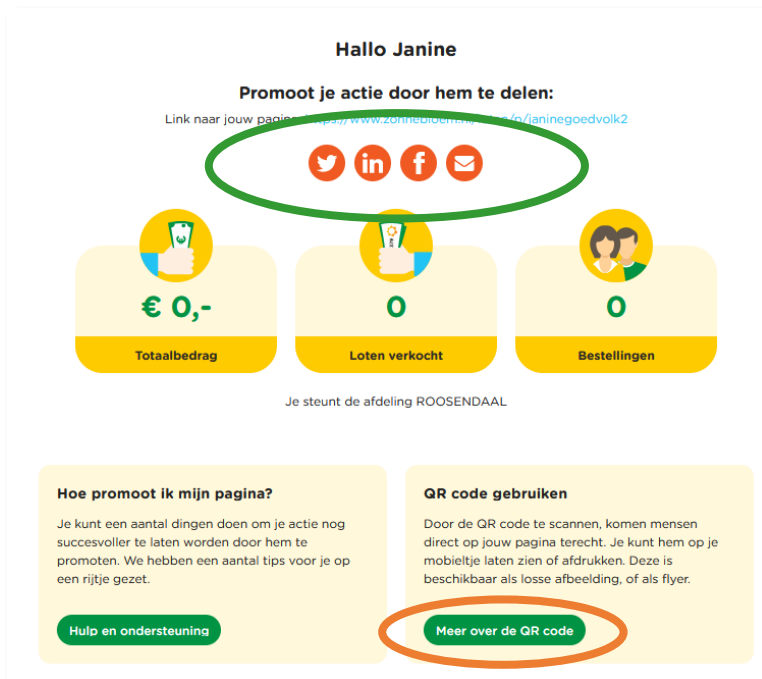 Hallo Janine
Promoot je actie door hem te delen:
Link naar jouw pagina: https://www.zonnebloem.nl/ /p/janinegoedvolk2
€ 0,-
0
0
Totaalbedrag
Loten verkocht
Bestellingen
Je steunt de afdeling ROOSENDAAL
Hoe promoot ik mijn pagina?
Je kunt een aantal dingen doen om je actie nog
succesvoller te laten worden door hem te
promoten. We hebben een aantal tips voor je op
een rijtje gezet.
Hulp en ondersteuning
QR code gebruiken
Door de QR code te scannen, komen mensen
direct op jouw pagina terecht. Je kunt hem op je
mobieltje laten zien of afdrukken. Deze is
beschikbaar als losse afbeelding, of als flyer.
Meer over de QR code